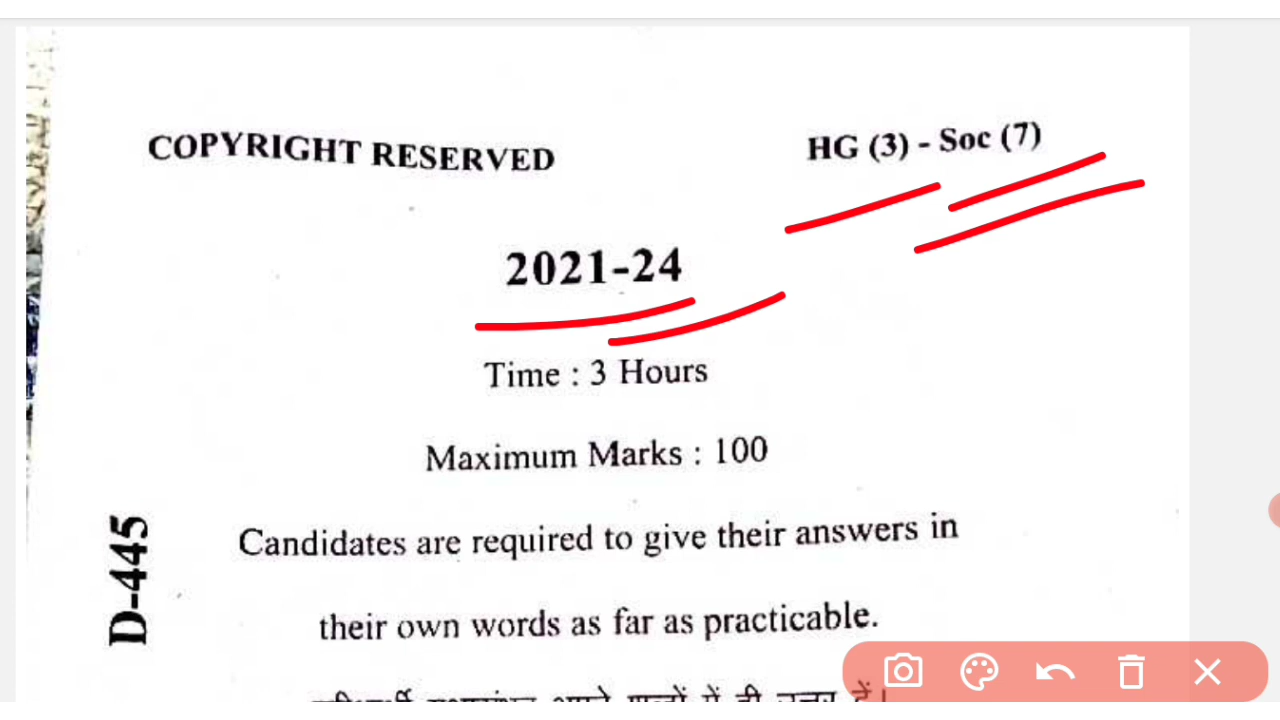 COPYRIGHT RESERVED
HG (3) - Soc (7)
2021-24
Time : 3 Hours
Maximum Marks : 100
D-445
Candidates are required to give their answers in
their own words as far as practicable.